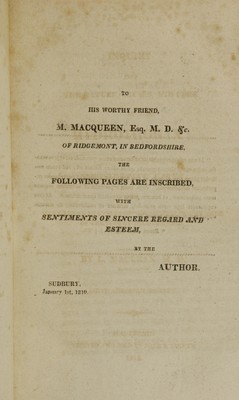 TO
HIS WORTHY FRIEND,
M. MACQUEEN, Esq. M. D. &c.
OF RIDGEMONT, IN BEDFORDSHIRE,
THE
FOLLOWING PAGES ARE INSCRIBED,
WITH
SENTIMENTS OF SINCERE REGARD AND
ESTEEM,
BY THE
AUTHOR.
SUDBURY.
January 1st, 1810.